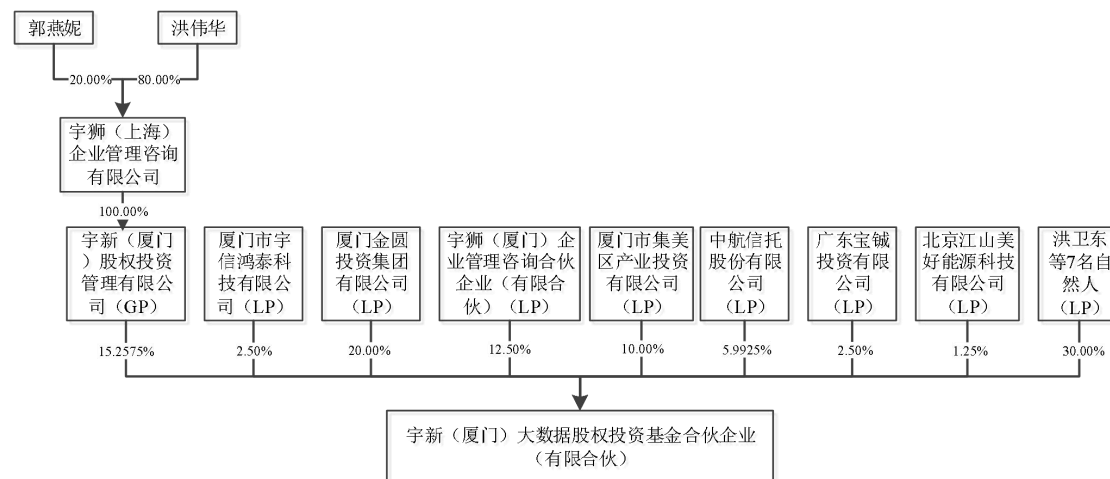 郭燕妮
洪伟华
20.00%
80.00%
宇狮（上海）
企业管理咨询
有限公司
100.00%
宇新（厦门
）股权投资
管理有限公
司（GP）
厦门市宇
信鸿泰科
技有限公
司（LP）
厦门金圆
投资集团
有限公司
（LP）
宇狮（厦门）企
业管理咨询合伙
企业（有限合
伙）（LP）
厦门市集美
区产业投资
有限公司
（LP）
中航信托
股份有限
公司
（LP）
广东宝铖
投资有限
公司
（LP）
北京江山美
好能源科技
有限公司
（LP）
洪卫东
等7名自
然人
（LP）
15.2575%
2.50%
20.00%
12.50%
10.00%
5.9925%
2.50%
1.25%
30.00%
宇新（厦门）大数据股权投资基金合伙企业
（有限合伙）